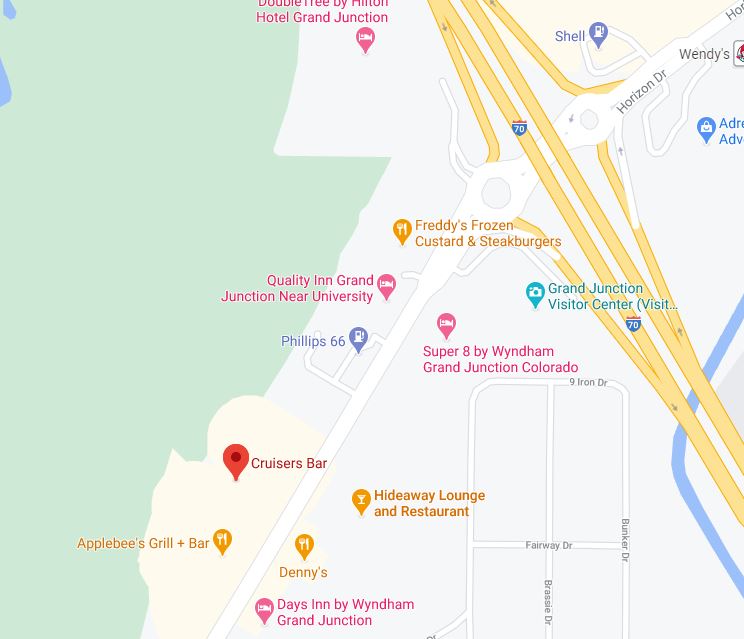 DoubleTree by Hilton
Hotel Grand Junction
Shell
Wendy's
Horizon Dr
70
Freddy's Frozen
Custard & Steakburgers
Quality Inn Grand
Junction Near University
Grand Junction
Visitor Center (Visit...
70
Phillips 66
Super 8 by Wyndham
Grand Junction Colorado
9 Iron Dr
Cruisers Bar
Hideaway Lounge
and Restaurant
Applebee's Grill + Bar
Denny's
Fairway Dr
Bunker Dr
Brassie Dr
Days Inn by Wyndham
Grand Junction